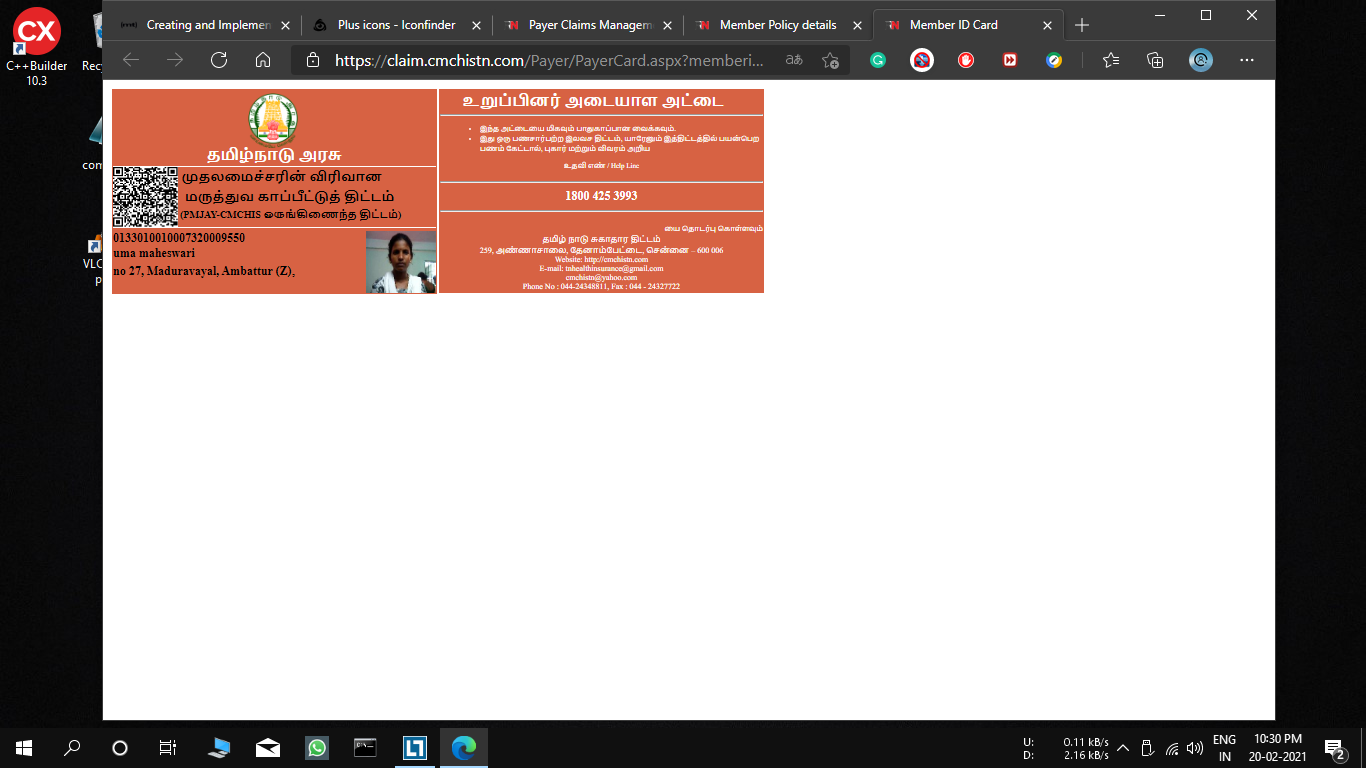 C++Builder
10.3
Creating and Implemen
Plus icons - Iconfinder
Payer Claims Managem
Member Policy details
Member ID Card
https://claim.cmchistn.com/Payer/PayerCard.aspx?memberi...
தமிழ்நாடு அரசு
முதலமைச்சரின் விரிவான
மருத்துவ காப்பீட்டுத் திட்டம்
(PMJAY-CMCHIS ஒருங்கிணைந்த திட்டம்)
0133010010007320009550
uma maheswari
no 27, Maduravayal, Ambattur (Z),
உறுப்பினர் அடையாள அட்டை
இந்த அட்டையை மிகவும் பாதுகாப்பான வைக்கவும்.
இது ஒரு பணசார்பற்ற இலவச திட்டம், யாரேனும் இத்திட்டத்தில் பயன்பெற
பணம் கேட்டால், புகார் மற்றும் விவரம் அறிய
உதவி எண் / Help Line
1800 425 3993
யை தொடர்பு கொள்ளவும்
தமிழ் நாடு சுகாதார திட்டம்
259, அண்ணாசாலை, தேனாம்பேட்டை, சென்னை – 600 006
Website: http://cmchistn.com
E-mail: tnhealthinsurance@gmail.com
cmchistn@yahoo.com
Phone No : 044-24348811, Fax : 044 - 24327722
Recy
com
VLC
p
U: 0.11 kB/s
D: 2.16 kB/s
ENG
IN
10:30 PM
20-02-2021
2